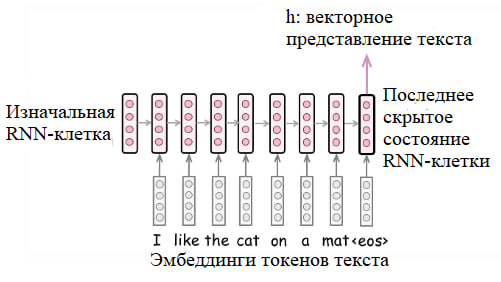 h: векторное
представление текста
Изначальная
RNN-клетка
Последнее
скрытое
состояние
RNN-клетки
I like the cat on a mat <eos>
Эмбеддинги токенов текста